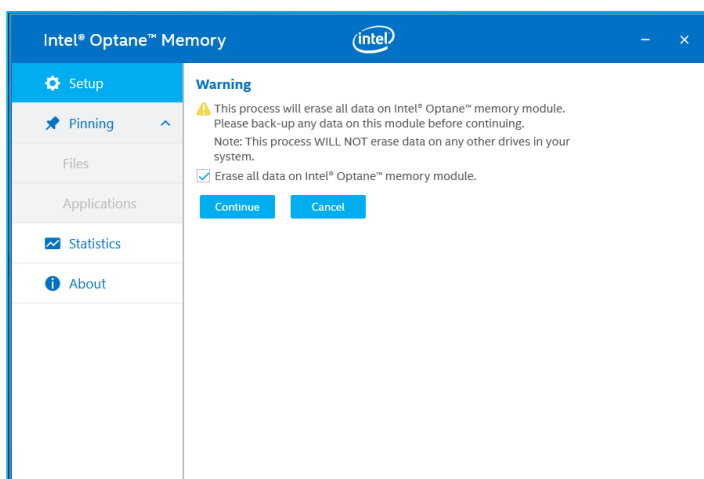 Intel® Optane™ Memory
intel
Setup
Pinning
Files
Applications
Statistics
About
Warning
This process will erase all data on Intel® Optane™ memory module.
Please back-up any data on this module before continuing.
Note: This process WILL NOT erase data on any other drives in your
system.
Erase all data on Intel® Optane™ memory module.
Continue
Cancel